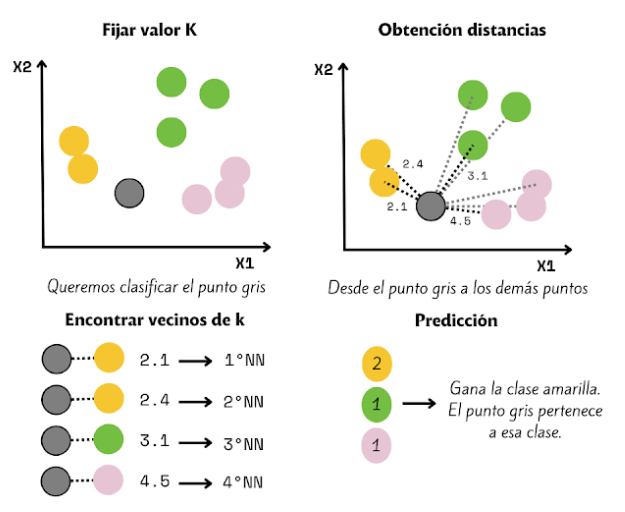 Fijar valor K
X2
X1
Queremos clasificar el punto gris
Obtención distancias
X2
2.4
3.1
2.1
4.5
X1
Desde el punto gris a los demás puntos
Encontrar vecinos de k
2.1 → 1°NN
2.4 → 2°NN
3.1 → 3°NN
4.5 → 4°NN
Predicción
2
1
1
Gana la clase amarilla.
El punto gris pertenece
a esa clase.